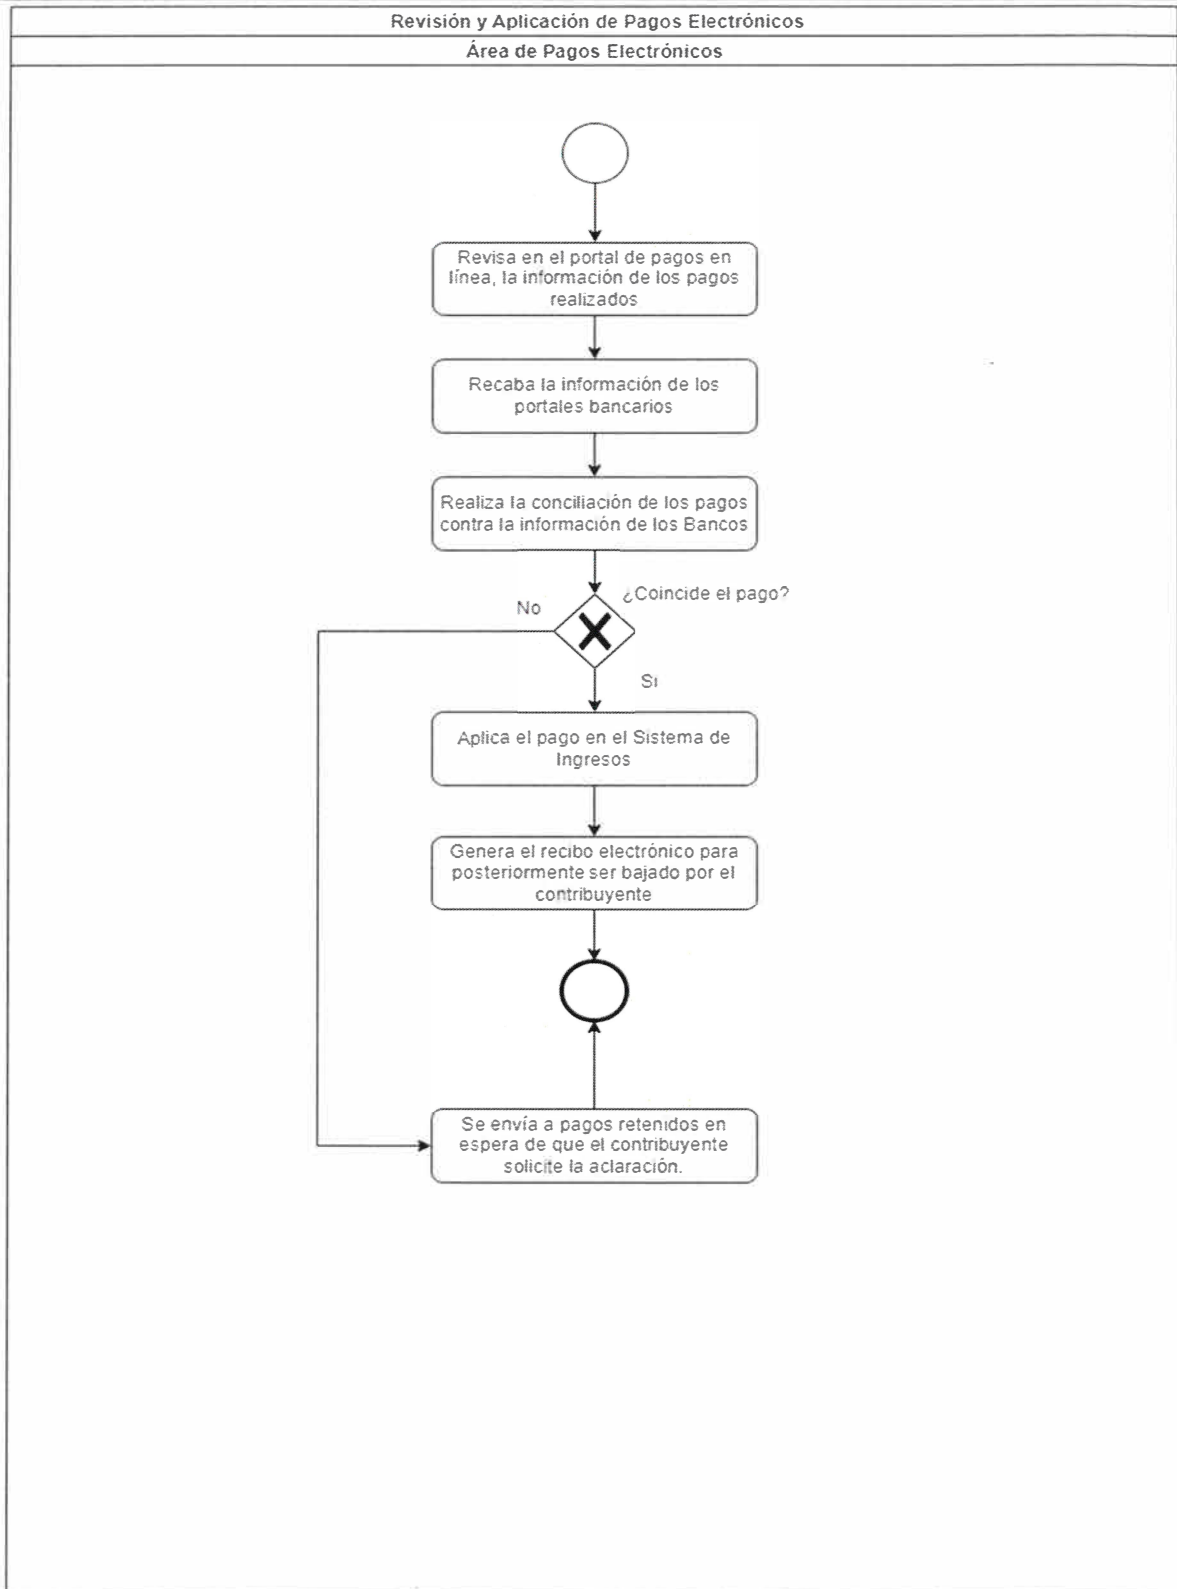 Revisión y Aplicación de Pagos Electrónicos
Área de Pagos Electrónicos
Revisa en el portal de pagos en
línea, la información de los pagos
realizados
Recaba la información de los
portales bancarios
Realiza la conciliación de los pagos
contra la información de los Bancos
¿Coincide el pago?
No
Si
Aplica el pago en el Sistema de
Ingresos
Genera el recibo electrónico para
posteriormente ser bajado por el
contribuyente
Se envía a pagos retenidos en
espera de que el contribuyente
solicite la aclaración.